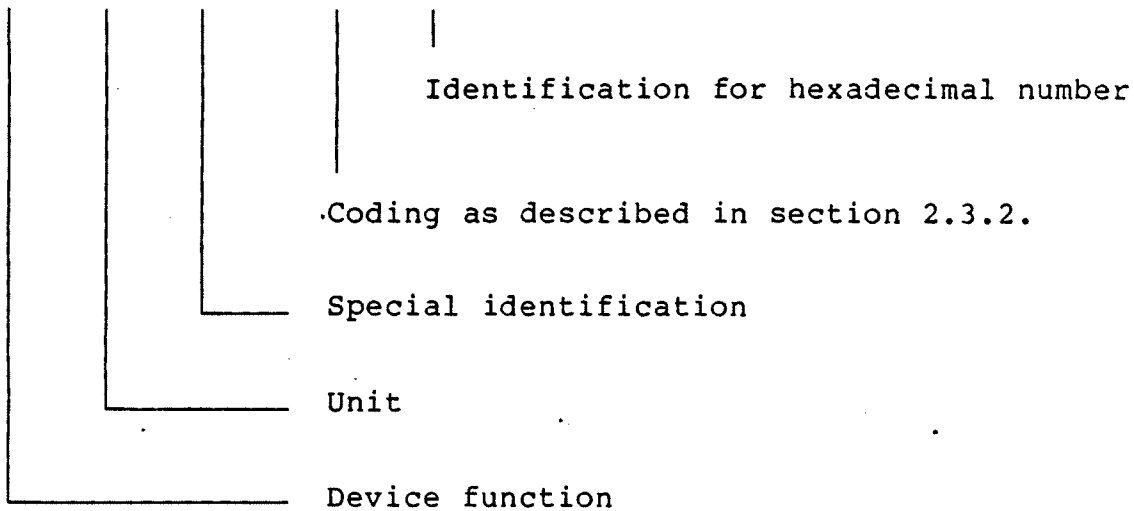 Identification for hexadecimal number
Coding as described in section 2.3.2.
Special identification
Unit
Device function